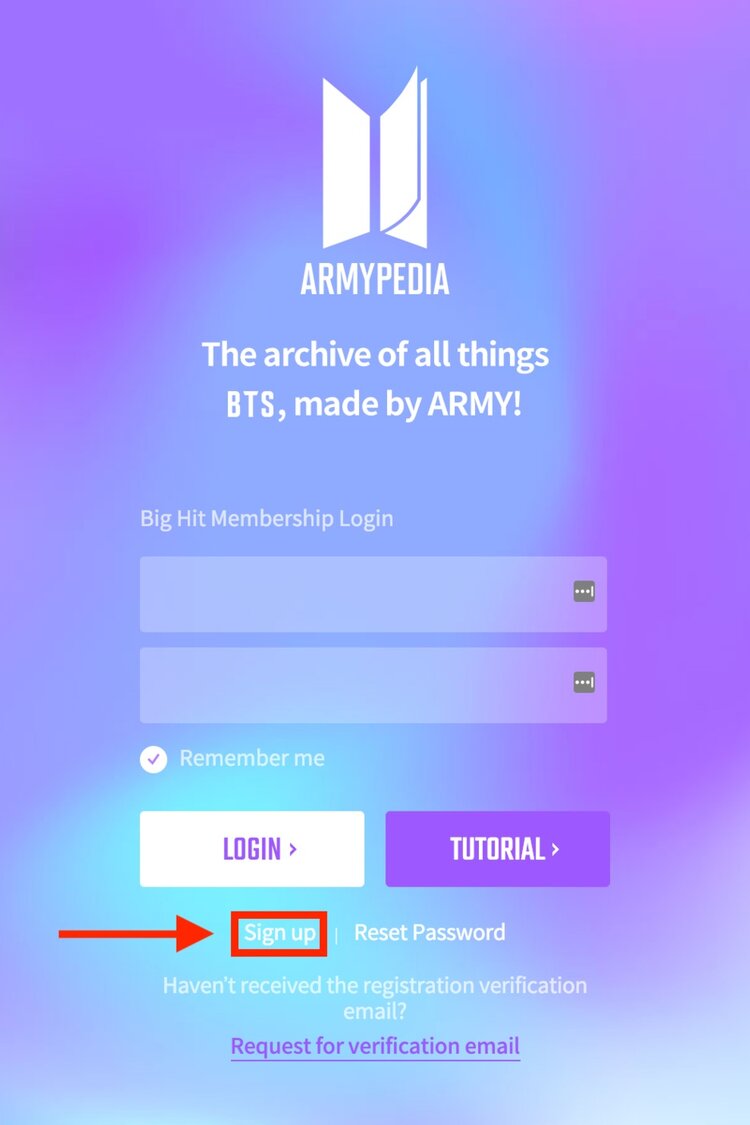 ARMYPEDIA
The archive of all things
BTS, made by ARMY!
Big Hit Membership Login
Remember me
LOGIN ›
TUTORIAL ›
Sign up | Reset Password
Haven't received the registration verification
email?
Request for verification email